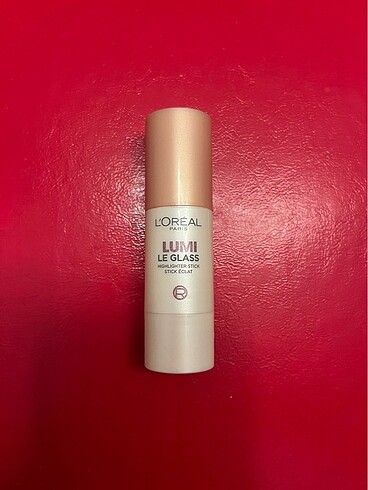 L'ORÉAL
PARIS
LUMI
LE GLASS
HIGHLIGHTER STICK
STICK ÉCLAT